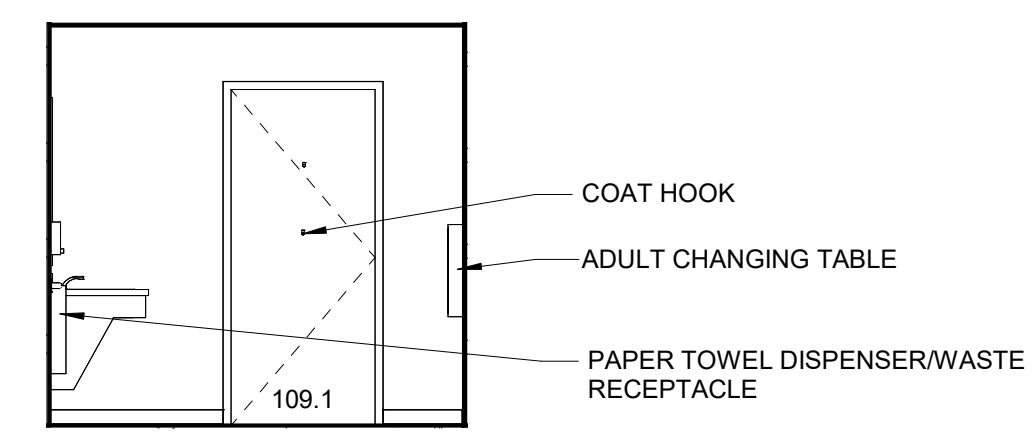 COAT HOOK
ADULT CHANGING TABLE
PAPER TOWEL DISPENSER/WASTE
RECEPTACLE
109.1